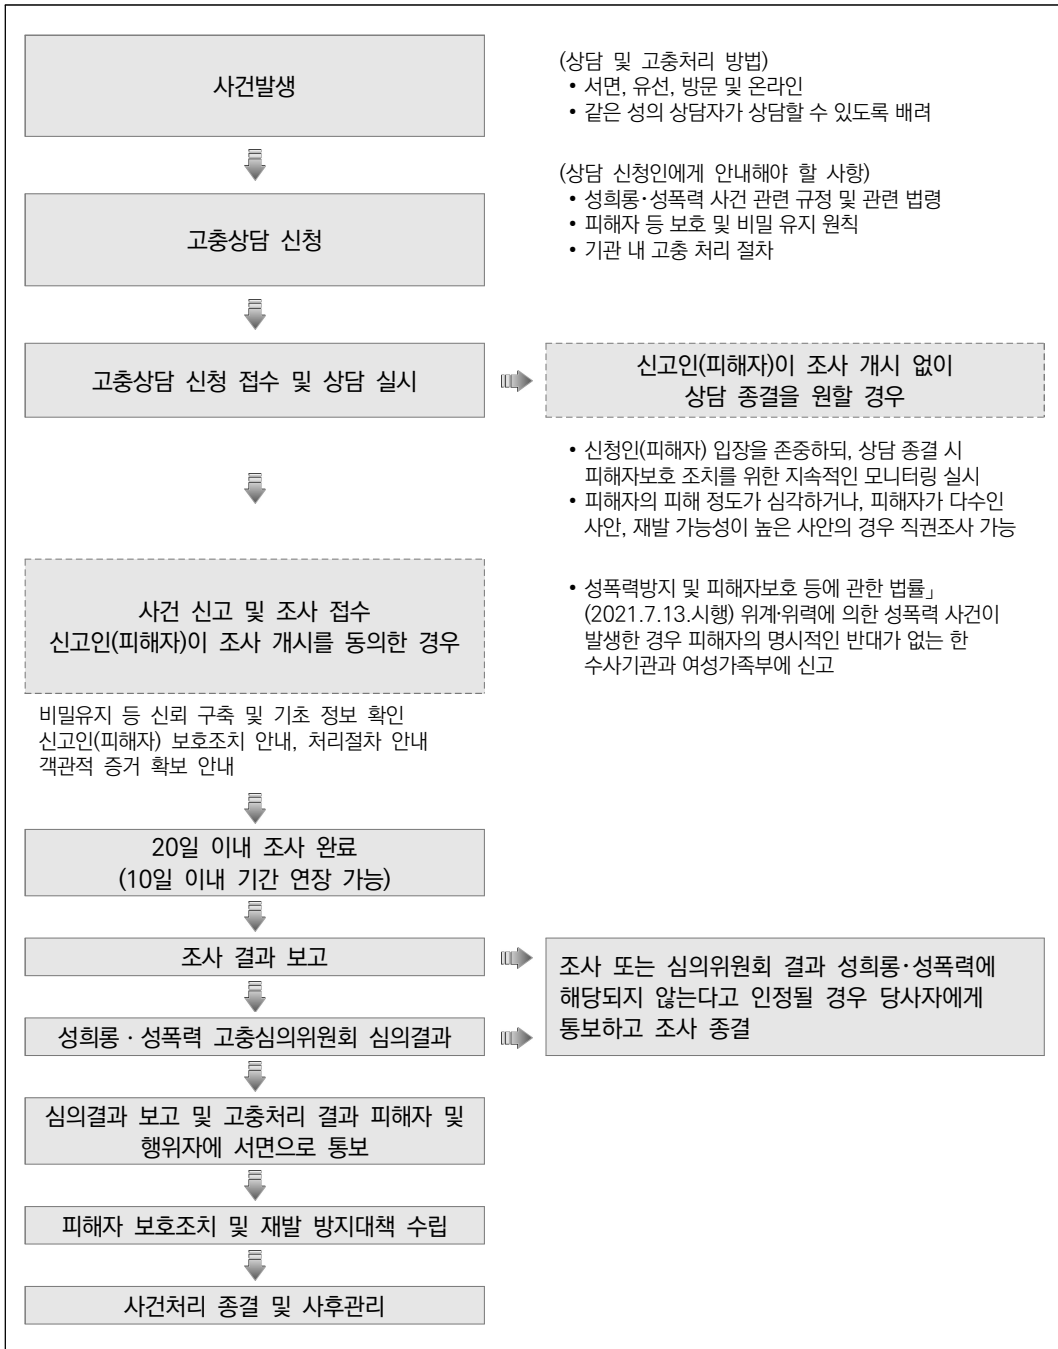 사건발생
(상담 및 고충처리 방법)
• 서면, 유선, 방문 및 온라인
• 같은 성의 상담자가 상담할 수 있도록 배려
고충상담 신청
(상담 신청인에게 안내해야 할 사항)
• 성희롱·성폭력 사건 관련 규정 및 관련 법령
• 피해자 등 보호 및 비밀 유지 원칙
• 기관 내 고충 처리 절차
고충상담 신청 접수 및 상담 실시
신고인(피해자)이 조사 개시 없이
상담 종결을 원할 경우
• 신청인(피해자) 입장을 존중하되, 상담 종결 시
피해자보호 조치를 위한 지속적인 모니터링 실시
• 피해자의 피해 정도가 심각하거나, 피해자가 다수인
사안, 재발 가능성이 높은 사안의 경우 직권조사 가능
• 성폭력방지 및 피해자보호 등에 관한 법률」
(2021.7.13.시행) 위계·위력에 의한 성폭력 사건이
발생한 경우 피해자의 명시적인 반대가 없는 한
수사기관과 여성가족부에 신고
사건 신고 및 조사 접수
신고인(피해자)이 조사 개시를 동의한 경우
비밀유지 등 신뢰 구축 및 기초 정보 확인
신고인(피해자) 보호조치 안내, 처리절차 안내
객관적 증거 확보 안내
20일 이내 조사 완료
(10일 이내 기간 연장 가능)
조사 결과 보고
조사 또는 심의위원회 결과 성희롱·성폭력에
해당되지 않는다고 인정될 경우 당사자에게
통보하고 조사 종결
성희롱 · 성폭력 고충심의위원회 심의결과
심의결과 보고 및 고충처리 결과 피해자 및
행위자에 서면으로 통보
피해자 보호조치 및 재발 방지대책 수립
사건처리 종결 및 사후관리